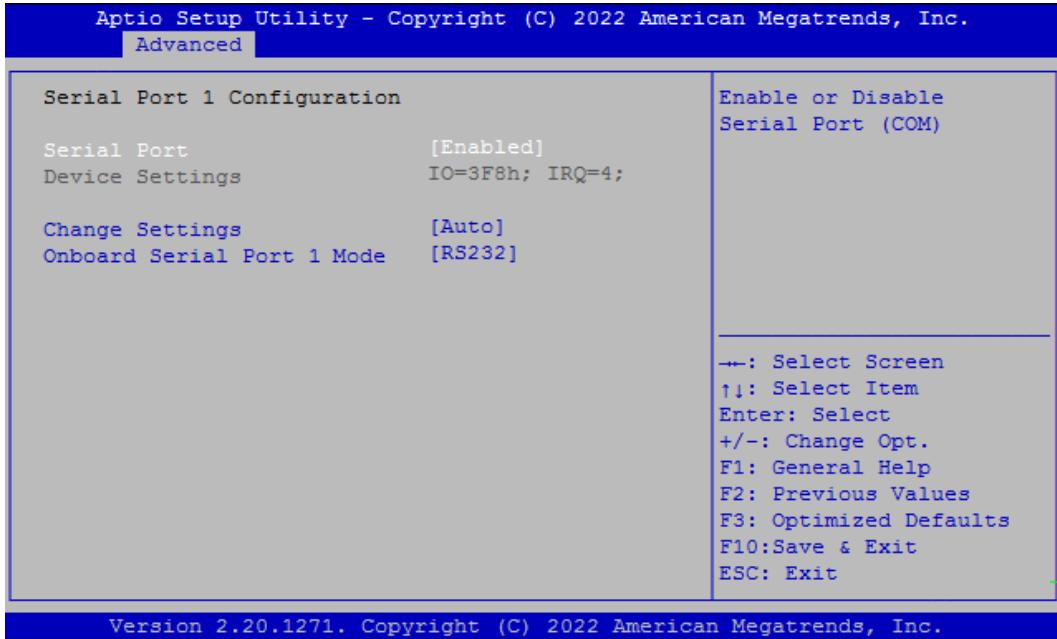 Aptio Setup Utility - Copyright (C) 2022 American Megatrends, Inc.
Advanced
Serial Port 1 Configuration
Serial Port [Enabled]
Device Settings IO=3F8h; IRQ=4;
Change Settings [Auto]
Onboard Serial Port 1 Mode [RS232]
Enable or Disable
Serial Port (COM)
→←: Select Screen
↑↓: Select Item
Enter: Select
+/-: Change Opt.
F1: General Help
F2: Previous Values
F3: Optimized Defaults
F10:Save & Exit
ESC: Exit
Version 2.20.1271. Copyright (C) 2022 American Megatrends, Inc.